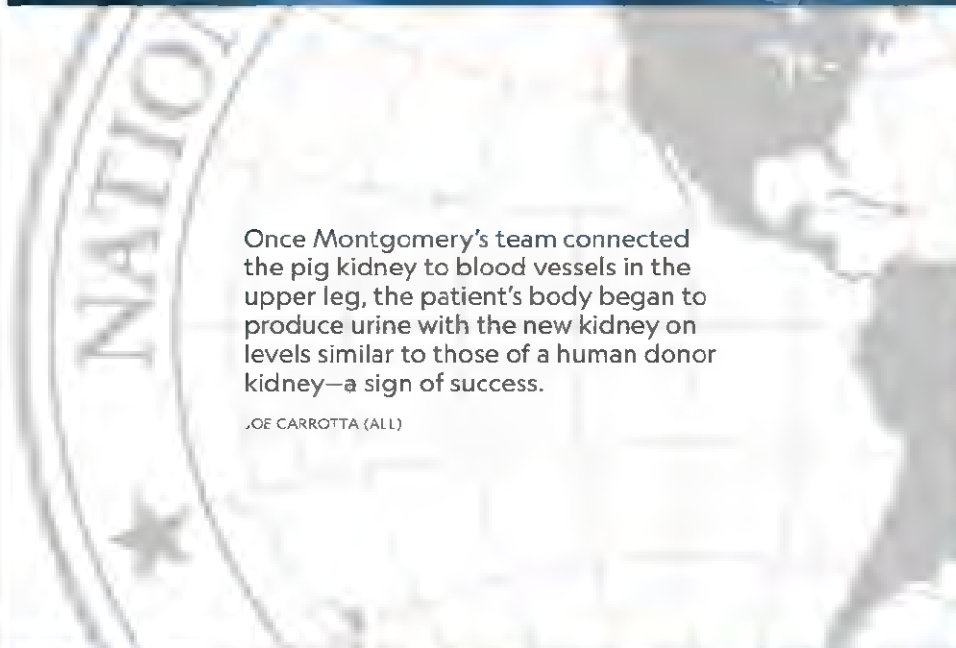 NATION
Once Montgomery's team connected
the pig kidney to blood vessels in the
upper leg, the patient's body began to
produce urine with the new kidney on
levels similar to those of a human donor
kidney—a sign of success.
JOE CARROTTA (ALL)